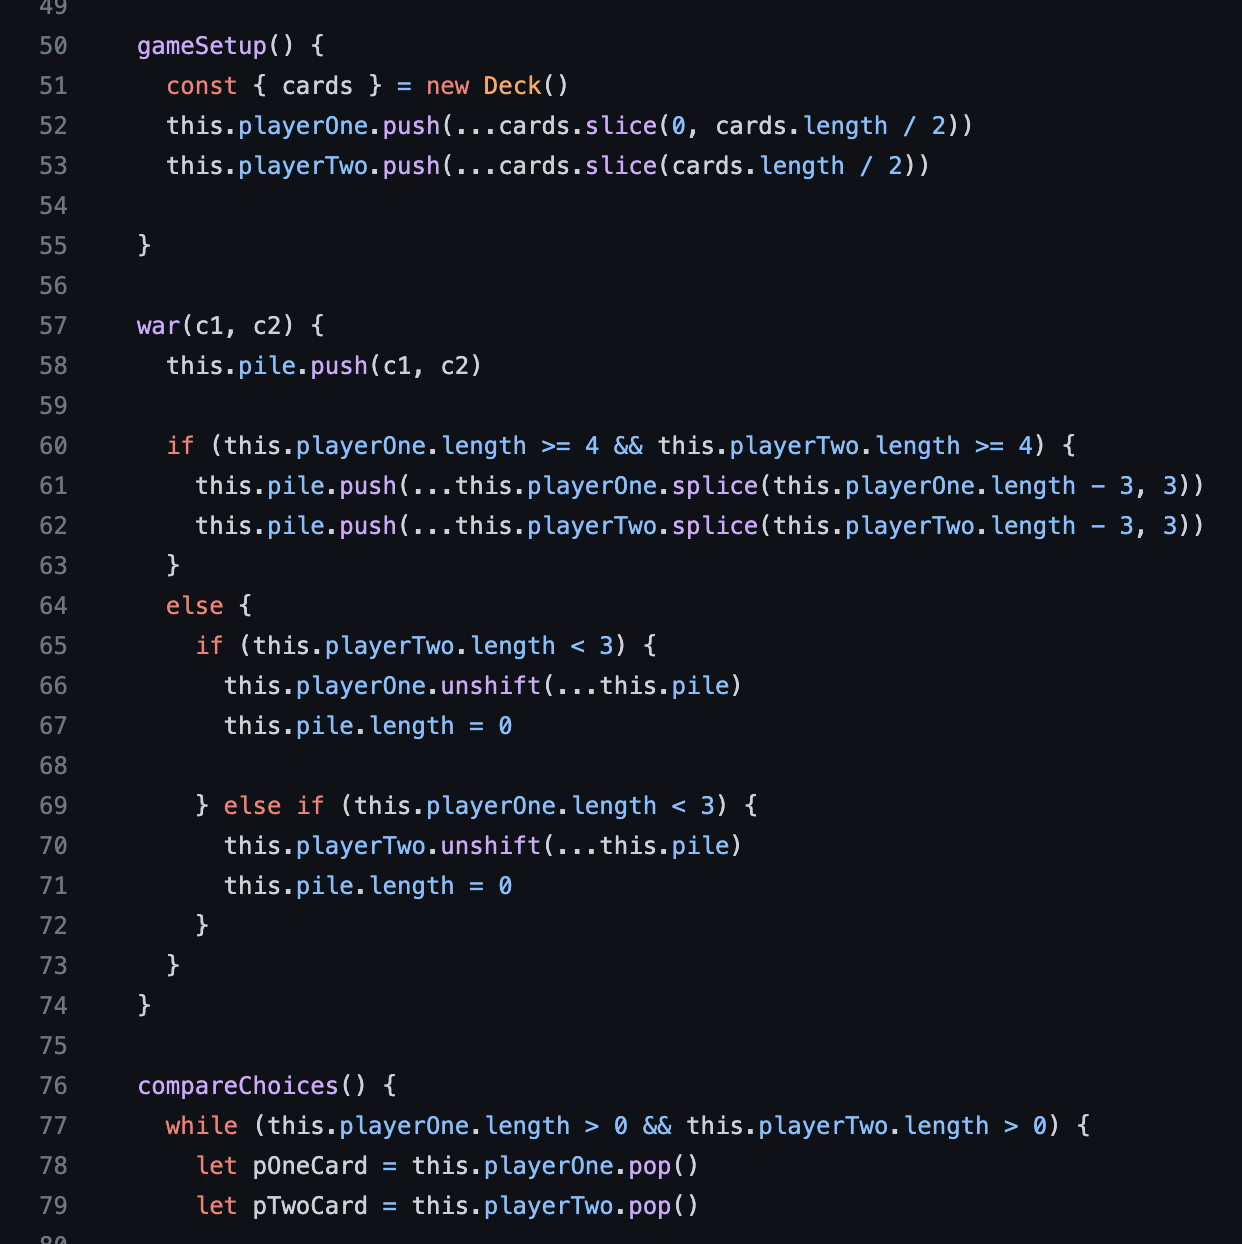 49
50 gameSetup() {
51 const { cards } = new Deck()
52 this.playerOne.push(...cards.slice(0, cards.length / 2))
53 this.playerTwo.push(...cards.slice(cards.length / 2))
54
55 }
56
57 war(c1, c2) {
58 this.pile.push(c1, c2)
59
60 if (this.playerOne.length >= 4 && this.playerTwo.length >= 4) {
61 this.pile.push(...this.playerOne.splice(this.playerOne.length - 3, 3))
62 this.pile.push(...this.playerTwo.splice(this.playerTwo.length - 3, 3))
63 }
64 else {
65 if (this.playerTwo.length < 3) {
66 this.playerOne.unshift(...this.pile)
67 this.pile.length = 0
68
69 } else if (this.playerOne.length < 3) {
70 this.playerTwo.unshift(...this.pile)
71 this.pile.length = 0
72 }
73 }
74 }
75
76 compareChoices() {
77 while (this.playerOne.length > 0 && this.playerTwo.length > 0) {
78 let pOneCard = this.playerOne.pop()
79 let pTwoCard = this.playerTwo.pop()
80